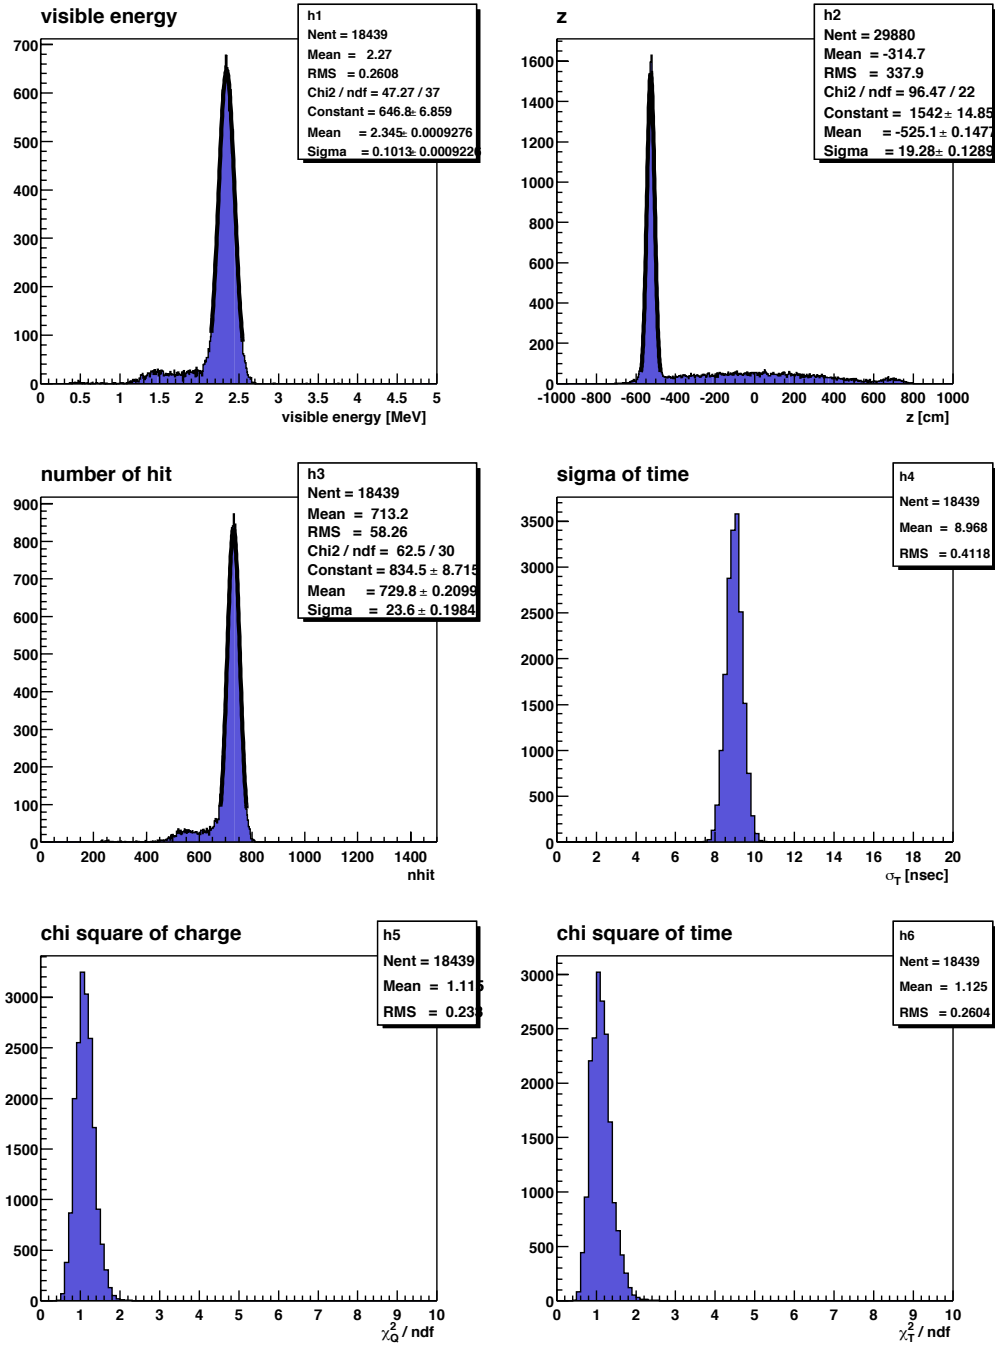 visible energy
h1
Nent = 18439
Mean = 2.27
RMS = 0.2608
Chi2 / ndf = 47.27 / 37
Constant = 646.8± 6.859
Mean = 2.345± 0.0009276
Sigma = 0.1013± 0.0009226
700
600
500
400
300
200
100
0
0 0.5 1 1.5 2 2.5 3 3.5 4 4.5 5
visible energy [MeV]
z
h2
Nent = 29880
Mean = -314.7
RMS = 337.9
Chi2 / ndf = 96.47 / 22
Constant = 1542± 14.85
Mean = -525.1± 0.1477
Sigma = 19.28± 0.1289
1600
1400
1200
1000
800
600
400
200
0
-1000 -800 -600 -400 -200 0 200 400 600 800 1000
z [cm]
number of hit
h3
Nent = 18439
Mean = 713.2
RMS = 58.26
Chi2 / ndf = 62.5 / 30
Constant = 834.5 ± 8.715
Mean = 729.8 ± 0.2099
Sigma = 23.6 ± 0.1984
900
800
700
600
500
400
300
200
100
0
0 200 400 600 800 1000 1200 1400
nhit
sigma of time
h4
Nent = 18439
Mean = 8.968
RMS = 0.4118
3500
3000
2500
2000
1500
1000
500
0
0 2 4 6 8 10 12 14 16 18 20
σT [nsec]
chi square of charge
h5
Nent = 18439
Mean = 1.115
RMS = 0.233
3000
2500
2000
1500
1000
500
0
0 1 2 3 4 5 6 7 8 9 10
χ²Q / ndf
chi square of time
h6
Nent = 18439
Mean = 1.125
RMS = 0.2604
3000
2500
2000
1500
1000
500
0
0 1 2 3 4 5 6 7 8 9 10
χ²T / ndf